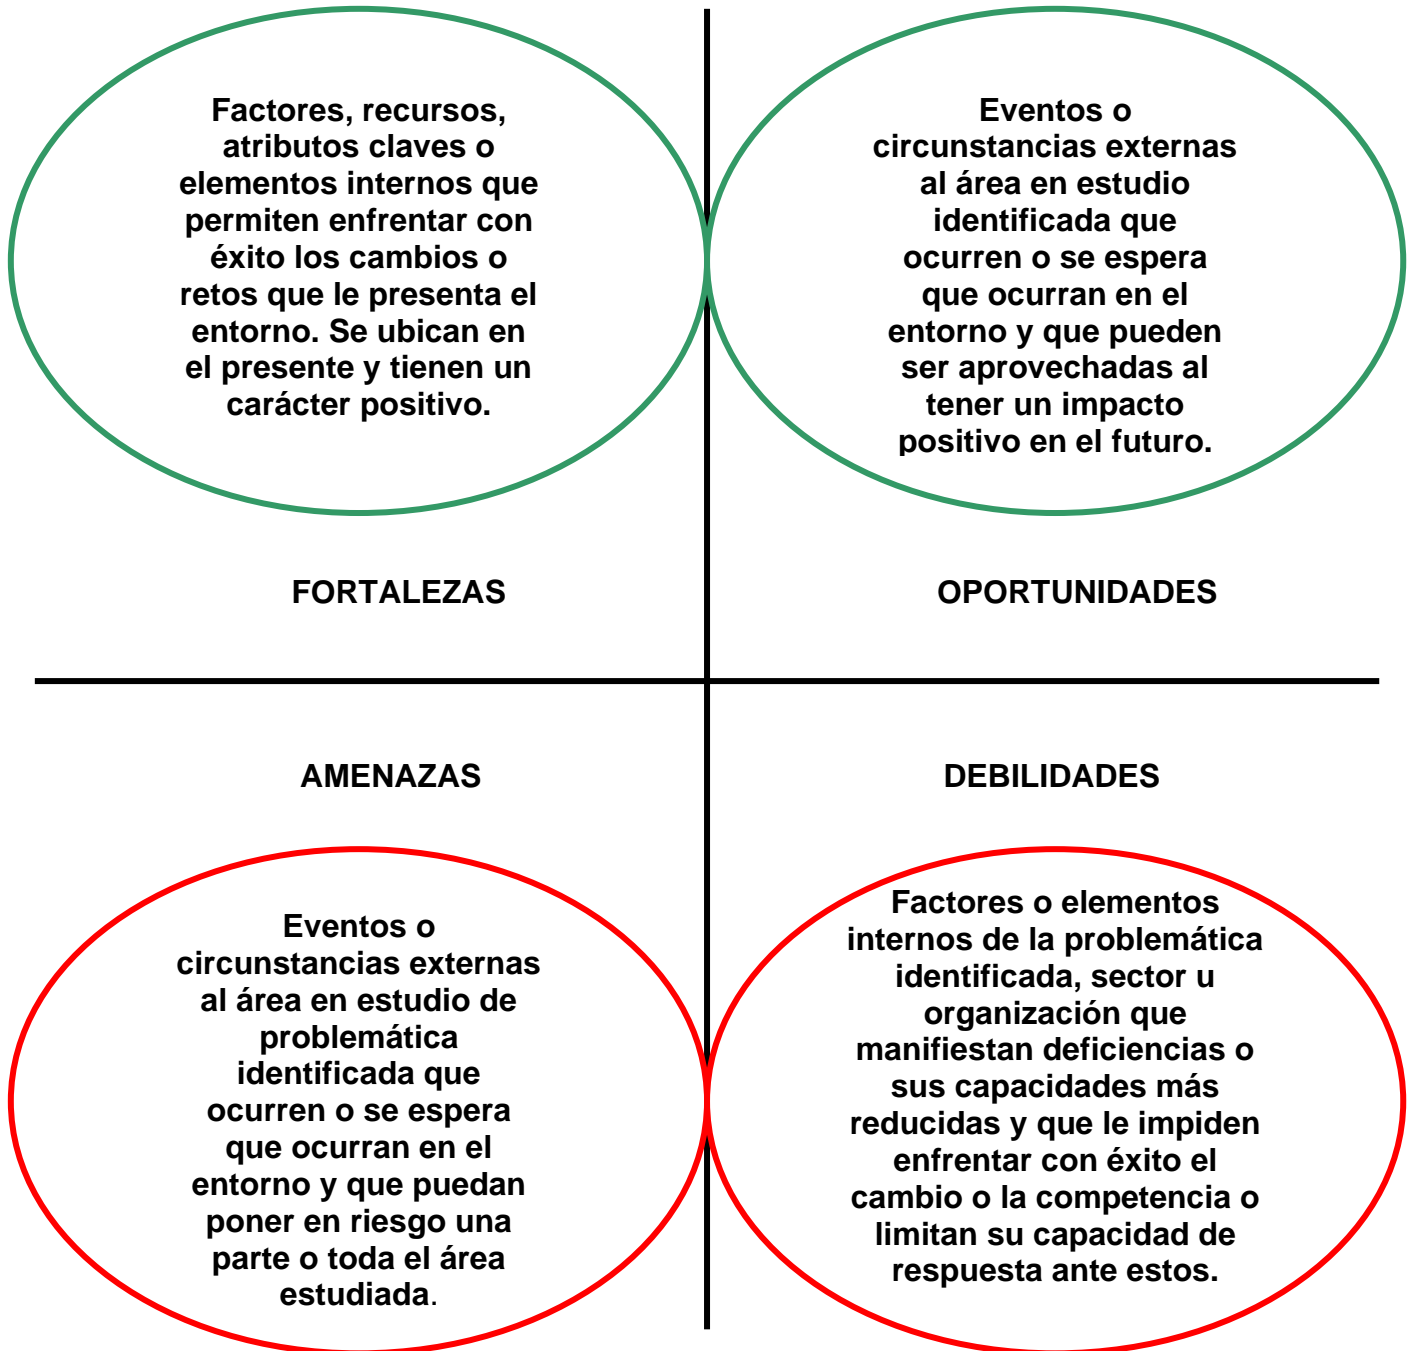 Factores, recursos,
atributos claves o
elementos internos que
permiten enfrentar con
éxito los cambios o
retos que le presenta el
entorno. Se ubican en
el presente y tienen un
carácter positivo.
Eventos o
circunstancias externas
al área en estudio
identificada que
ocurren o se espera
que ocurran en el
entorno y que pueden
ser aprovechadas al
tener un impacto
positivo en el futuro.
FORTALEZAS
OPORTUNIDADES
AMENAZAS
DEBILIDADES
Eventos o
circunstancias externas
al área en estudio de
problemática
identificada que
ocurren o se espera
que ocurran en el
entorno y que puedan
poner en riesgo una
parte o toda el área
estudiada.
Factores o elementos
internos de la problemática
identificada, sector u
organización que
manifiestan deficiencias o
sus capacidades más
reducidas y que le impiden
enfrentar con éxito el
cambio o la competencia o
limitan su capacidad de
respuesta ante estos.